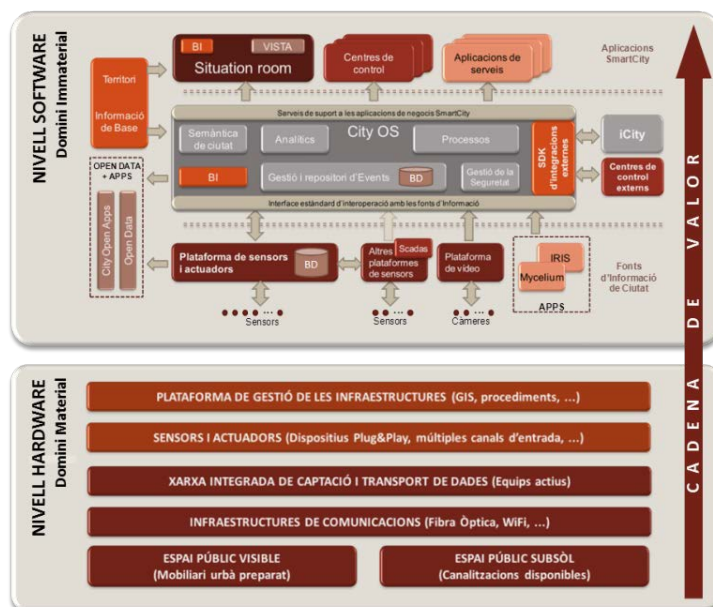 NIVELL SOFTWARE
Domini Immaterial
BI
VISTA
Situation room
Centres de
control
Aplicacions de
serveis
Aplicacions
SmartCity
Territori
Informació
de Base
Serveis de suport a les aplicacions de negocis SmartCity
Semàntica
de ciutat
Analítics
City OS
Processos
BI
Gestió i repositori d'Events
BD
Gestió de la
Seguretat
SDK
d'integracions
externes
iCity
Centres de
control
externs
Interface estàndard d'interoperació amb les fonts d'Informació
OPEN DATA
+ APPS
City Open Apps
Open Data
Plataforma de sensors
i actuadors
BD
Altres
plataformes
de sensors
Scadas
Plataforma
de vídeo
IRIS
Mycelium
APPS
Fonts
d'Informació
de Ciutat
Sensors
Sensors
Càmeres
CADENA DE VALOR
NIVELL HARDWARE
Domini Material
PLATAFORMA DE GESTIÓ DE LES INFRAESTRUCTURES (GIS, procediments, ...)
SENSORS I ACTUADORS (Dispositius Plug&Play, múltiples canals d'entrada, ...)
XARXA INTEGRADA DE CAPTACIÓ I TRANSPORT DE DADES (Equips actius)
INFRAESTRUCTURES DE COMUNICACIONS (Fibra Òptica, WiFi, ...)
ESPAI PÚBLIC VISIBLE
(Mobiliari urbà preparat)
ESPAI PÚBLIC SUBSÒL
(Canalitzacions disponibles)